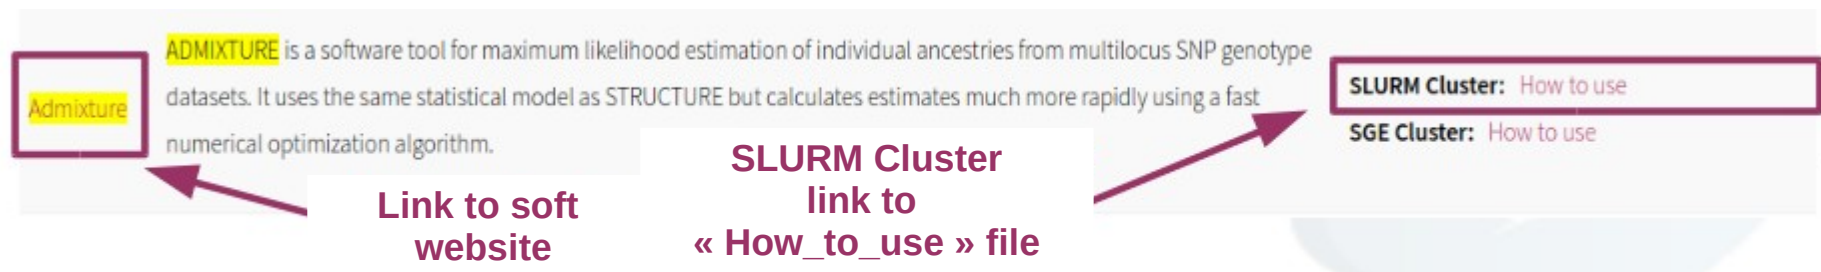 Admixture
ADMIXTURE is a software tool for maximum likelihood estimation of individual ancestries from multilocus SNP genotype
datasets. It uses the same statistical model as STRUCTURE but calculates estimates much more rapidly using a fast
numerical optimization algorithm.
SLURM Cluster: How to use
SGE Cluster: How to use
Link to soft
website
SLURM Cluster
link to
« How_to_use » file